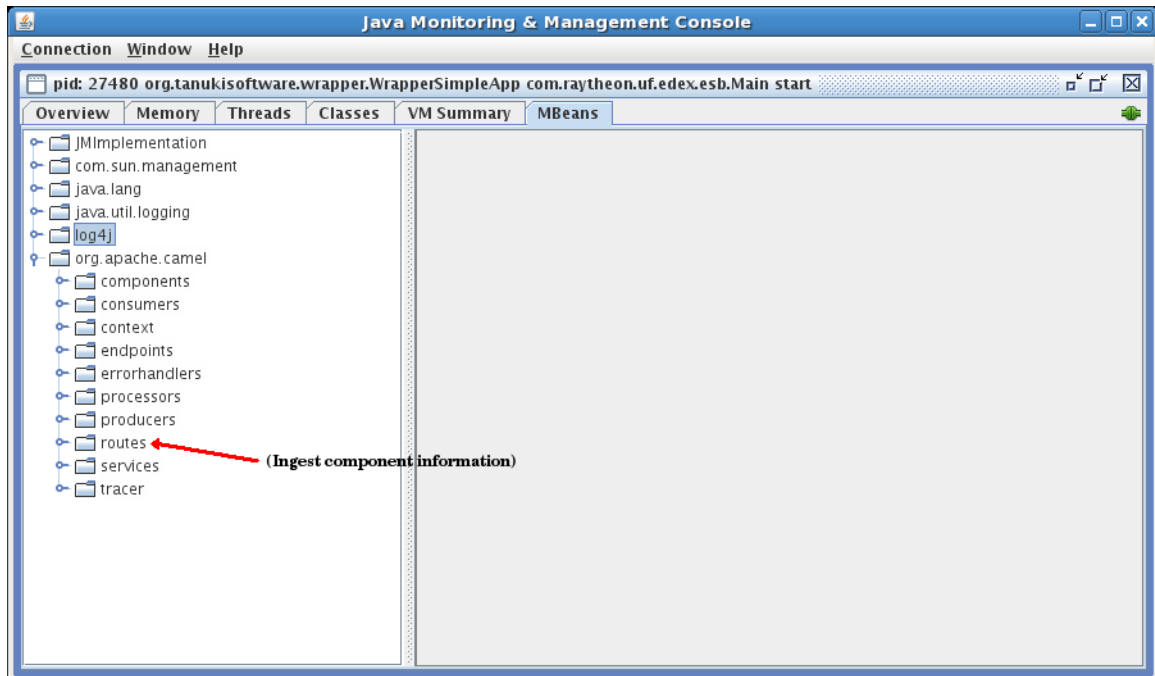 Java Monitoring & Management Console
Connection Window Help
pid: 27480 org.tanukisoftware.wrapper.WrapperSimpleApp com.raytheon.uf.edex.esb.Main start
Overview Memory Threads Classes VM Summary MBeans
JMImplementation
com.sun.management
java.lang
java.util.logging
log4j
org.apache.camel
components
consumers
context
endpoints
errorhandlers
processors
producers
routes
(Ingest component information)
services
tracer